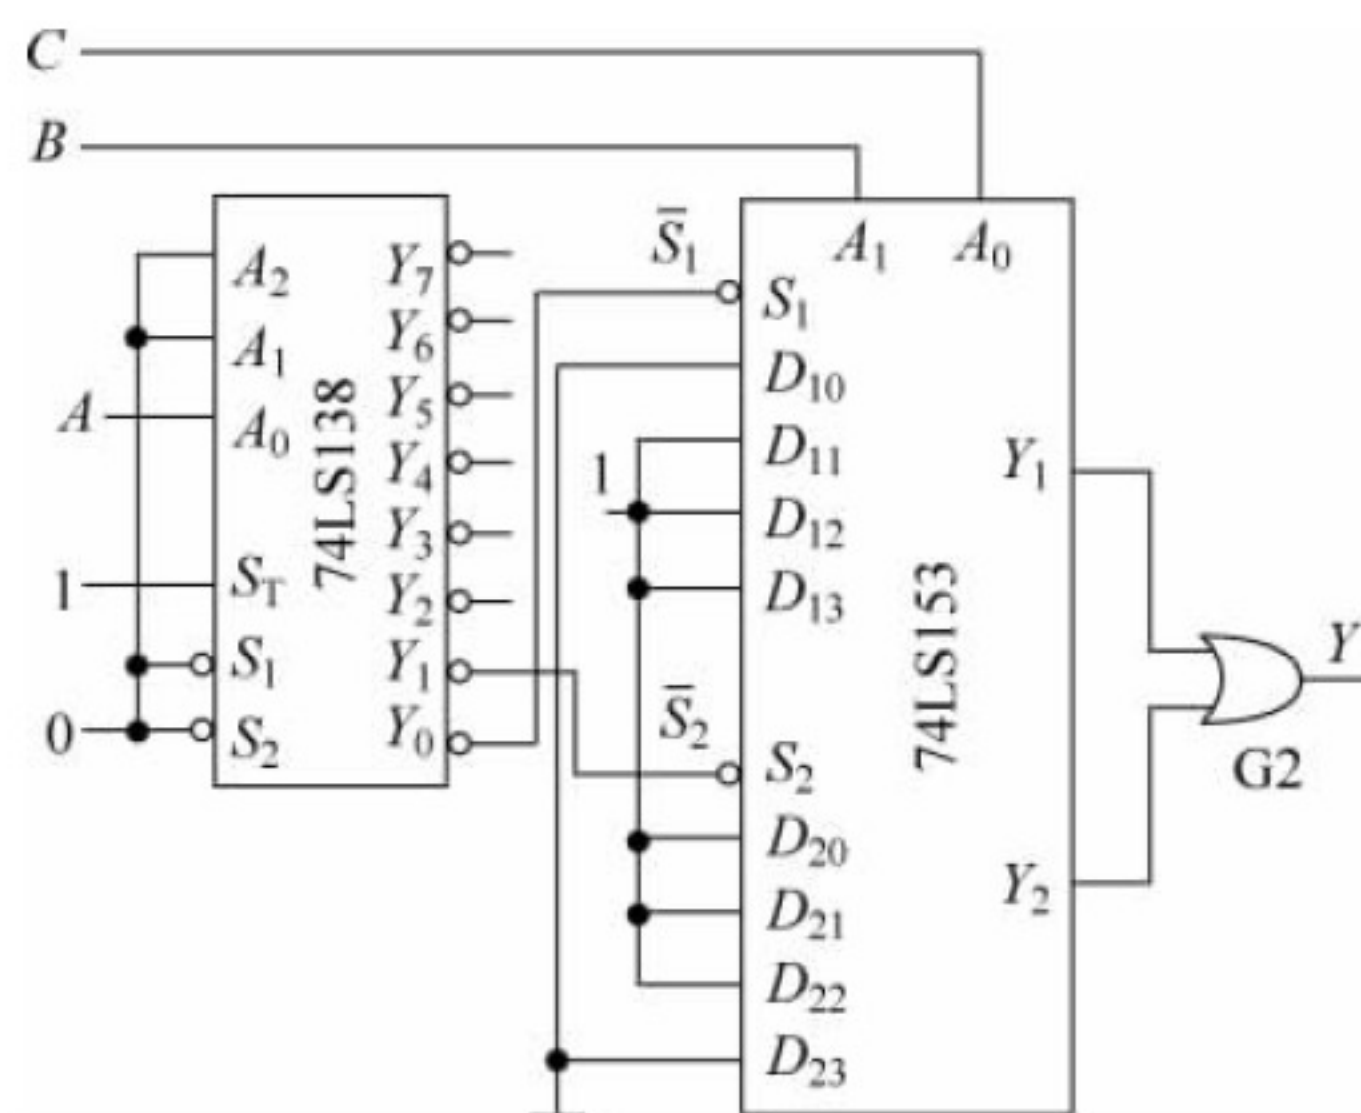 C
B
A
1
0
A₂
A₁
A₀
S_T
S₁
S₂
74LS138
Y₇
Y₆
Y₅
Y₄
Y₃
Y₂
Y₁
Y₀
1
S̅₁
S̅₂
A₁ A₀
S₁
D₁₀
D₁₁
D₁₂
D₁₃
S₂
D₂₀
D₂₁
D₂₂
D₂₃
74LS153
Y₁
Y₂
Y
G2